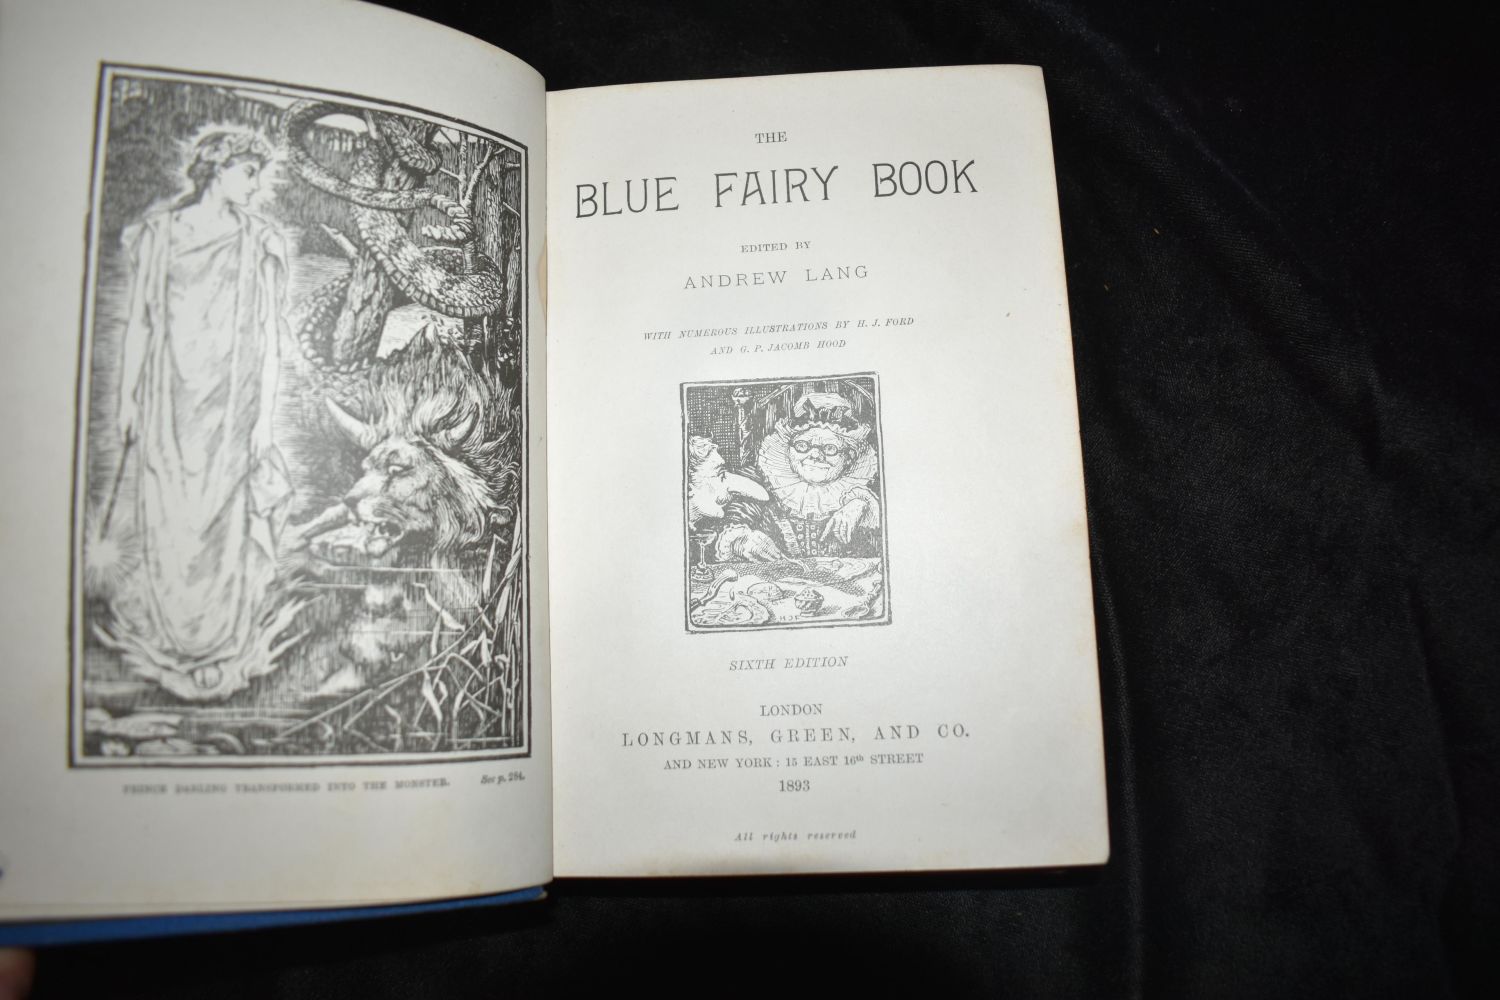 PRINCE DARLING TRANSFORMED INTO THE MONSTER. See p. 284.
THE
BLUE FAIRY BOOK
EDITED BY
ANDREW LANG
WITH NUMEROUS ILLUSTRATIONS BY H. J. FORD
AND G. P. JACOMB HOOD
HJF
SIXTH EDITION
LONDON
LONGMANS, GREEN, AND CO.
AND NEW YORK : 15 EAST 16th STREET
1893
All rights reserved